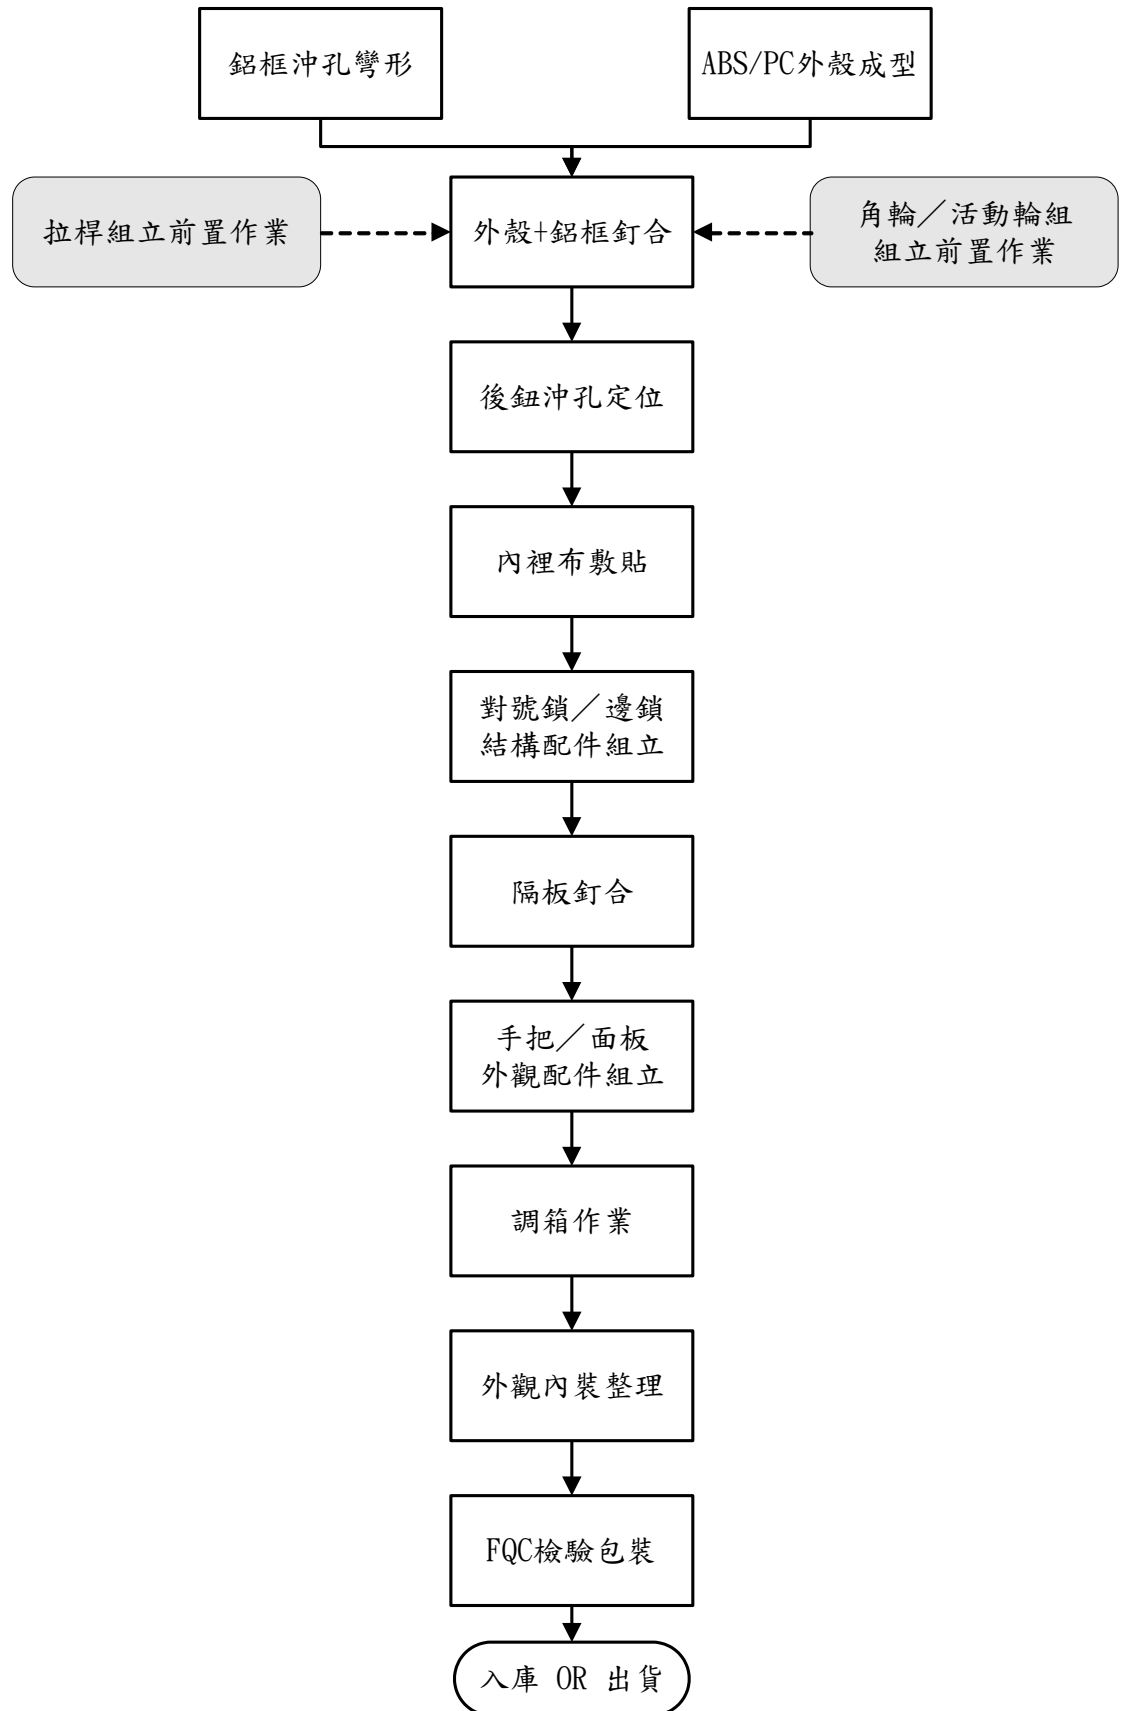 鋁框沖孔彎形
ABS/PC外殼成型
拉桿組立前置作業
外殼+鋁框釘合
角輪／活動輪組
組立前置作業
後鈕沖孔定位
內裡布敷貼
對號鎖／邊鎖
結構配件組立
隔板釘合
手把／面板
外觀配件組立
調箱作業
外觀內裝整理
FQC檢驗包裝
入庫 OR 出貨